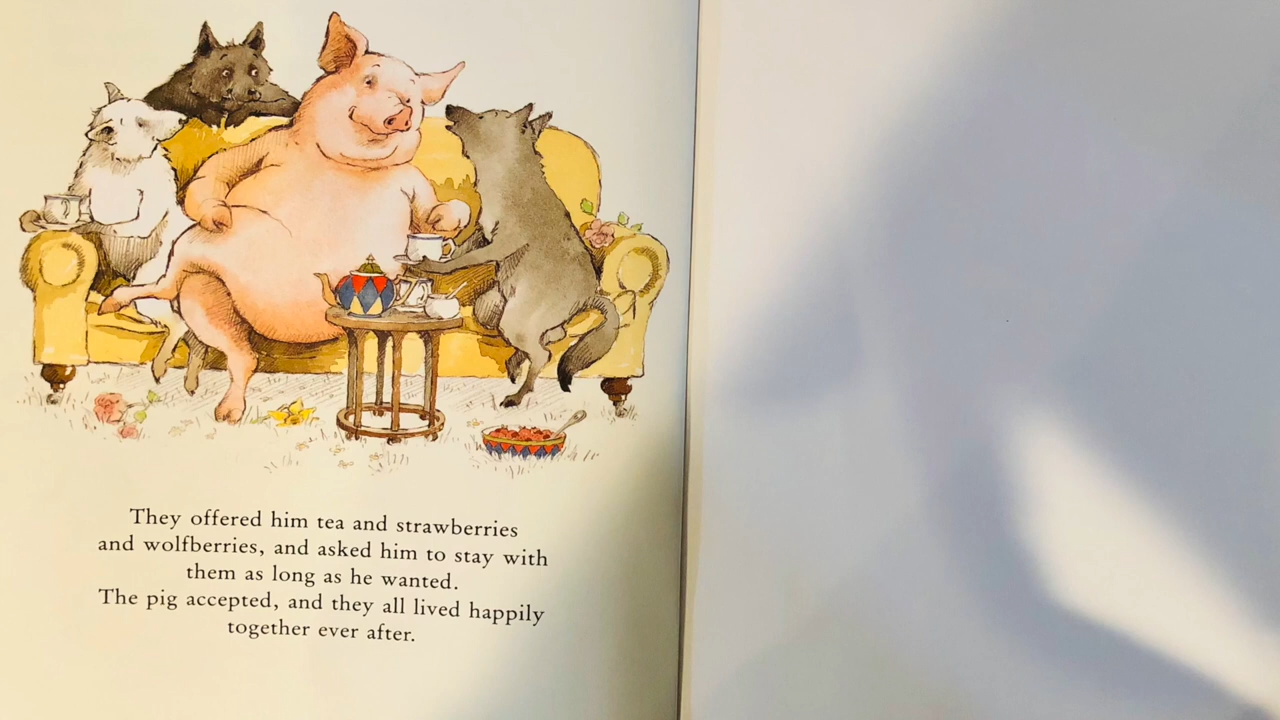 They offered him tea and strawberries
and wolfberries, and asked him to stay with
them as long as he wanted.
The pig accepted, and they all lived happily
together ever after.